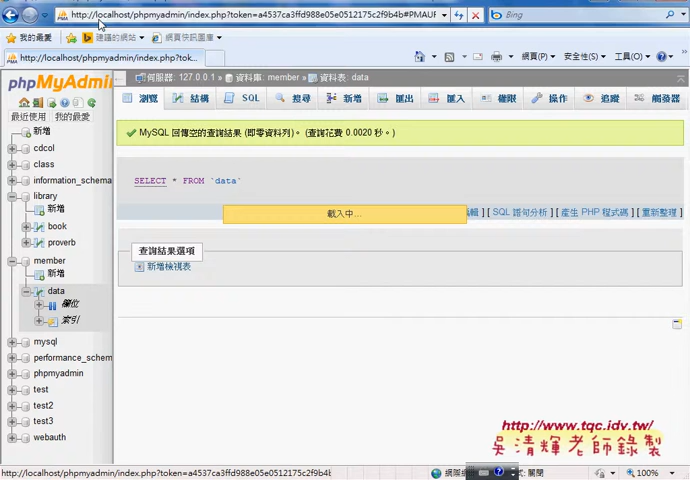 http://localhost/phpmyadmin/index.php?token=a4537ca3ffd988e05e0512175c9f4b4b#PMAUR
Bing
我的最愛
建議的網站
網頁快訊圖庫
http://localhost/phpmyadmin/index.php?tok...
網頁(P)
安全性(S)
工具(O)
phpMyAdmin
伺服器: 127.0.0.1 » 資料庫: member » 資料表: data
瀏覽
結構
SQL
搜尋
新增
匯出
匯入
權限
操作
追蹤
觸發器
最近使用
我的最愛
新增
cdcol
class
information_schema
library
新增
book
proverb
member
新增
data
欄位
索引
mysql
performance_schem
phpmyadmin
test
test2
test3
webauth
MySQL 回傳空的查詢結果 (即零資料列)。 (查詢花費 0.0020 秒。)
SELECT * FROM `data`
載入中...
輯 ] [ SQL 語句分析 ] [ 產生 PHP 程式碼 ] [ 重新整理 ]
查詢結果選項
新增檢視表
http://www.tqc.idv.tw/
吳清輝老師錄製
http://localhost/phpmyadmin/index.php?token=a4537ca3ffd988e05e0512175c9f4b4b
式: 關閉
100%